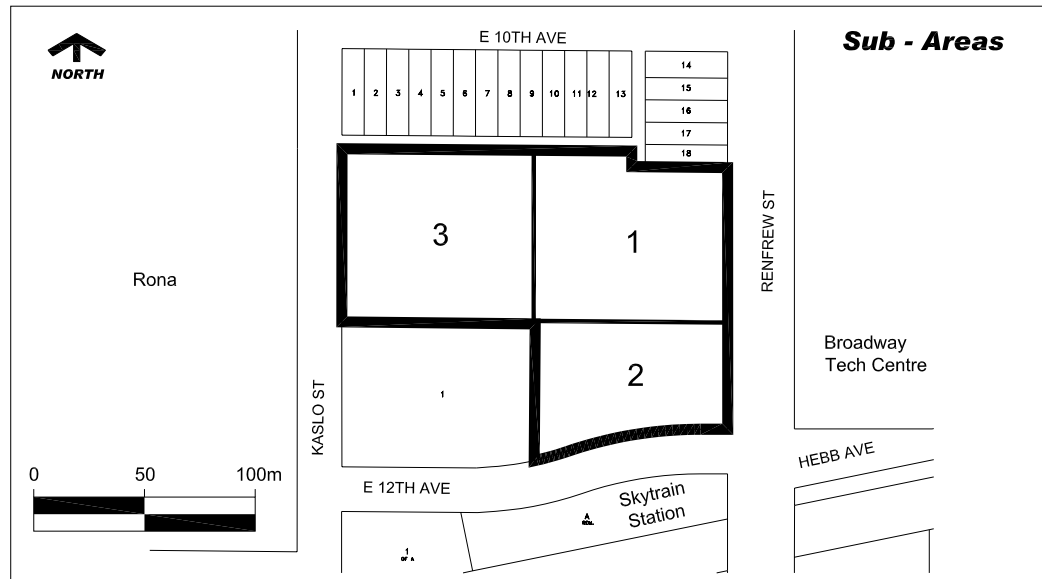 Sub - Areas
NORTH
E 10TH AVE
1 2 3 4 5 6 7 8 9 10 11 12 13
14
15
16
17
18
3
1
Rona
RENFREW ST
Broadway
Tech Centre
2
1
KASLO ST
0 50 100m
E 12TH AVE
HEBB AVE
Skytrain
Station
A
1
OF A